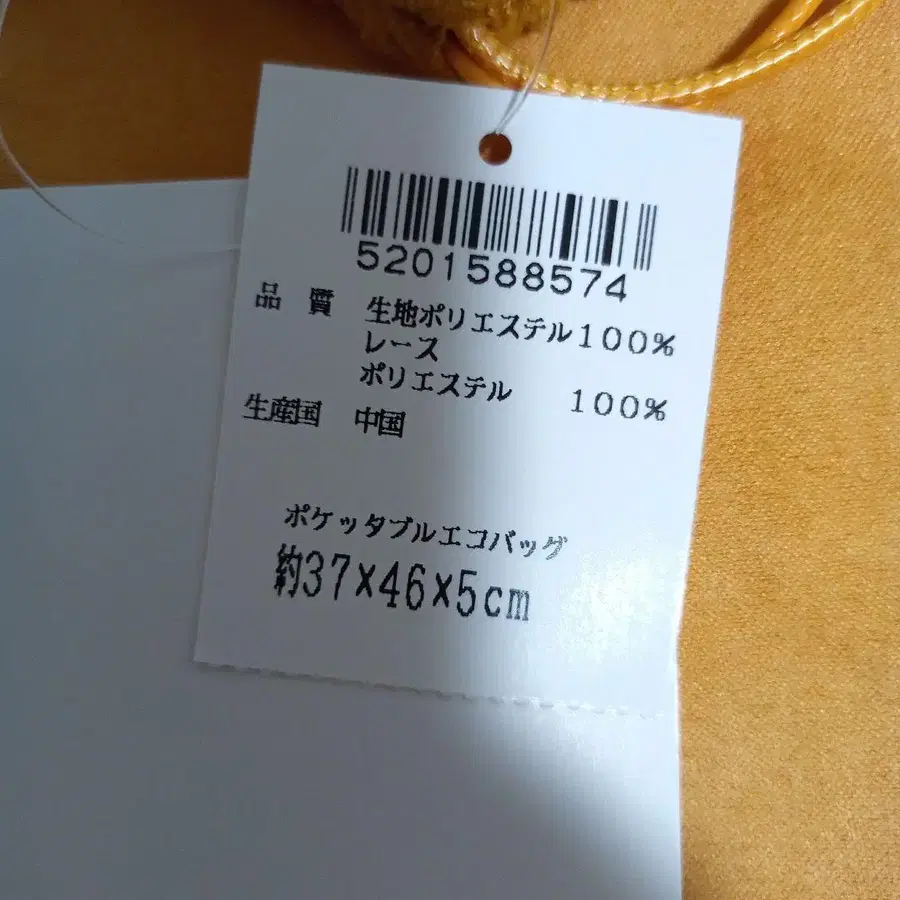 5201588574
品質 生地ポリエステル100%
レース
ポリエステル 100%
生産国 中国
ポケッタブルエコバッグ
約37×46×5cm